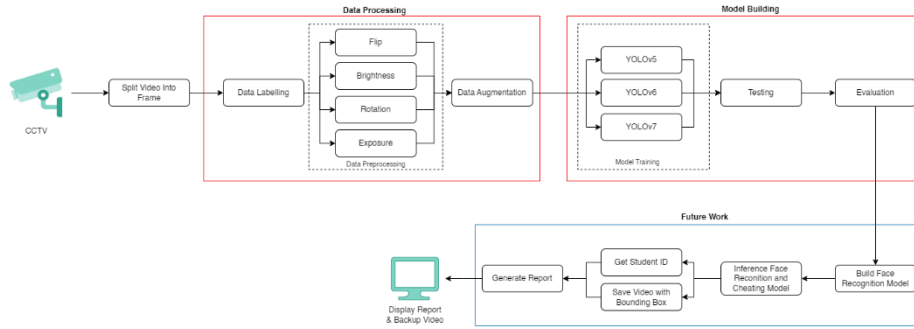 Data Processing
Model Building
CCTV
Split Video Into
Frame
Data Labelling
Flip
Brightness
Rotation
Exposure
Data Preprocessing
Data Augmentation
YOLOv5
YOLOv6
YOLOv7
Model Training
Testing
Evaluation
Future Work
Build Face
Recognition Model
Inference Face
Reconition and
Cheating Model
Get Student ID
Save Video with
Bounding Box
Generate Report
Display Report
& Backup Video